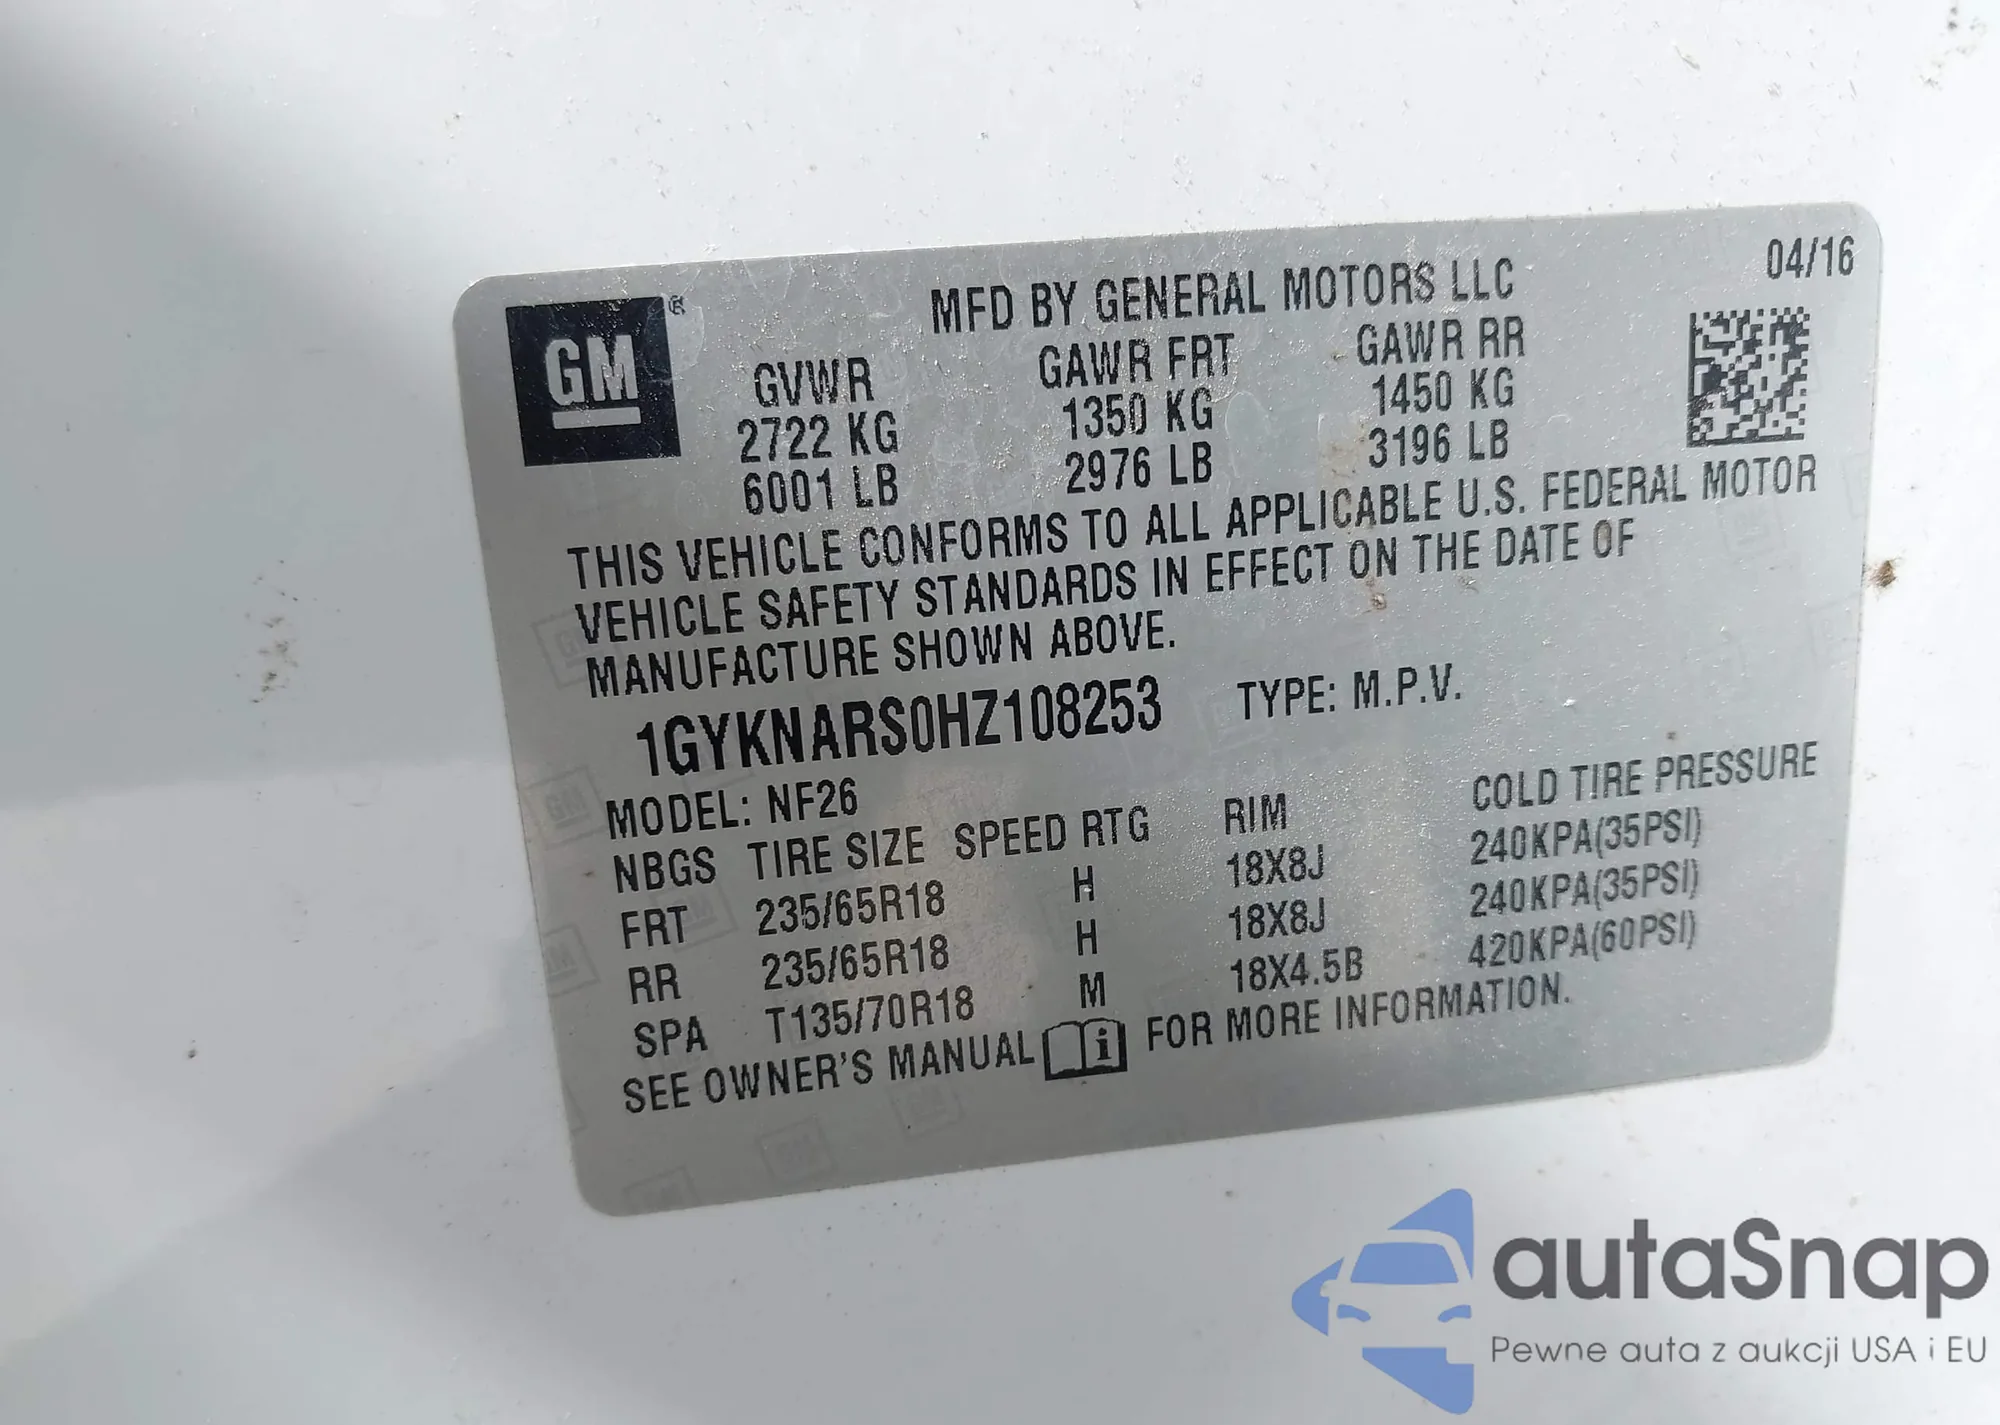 04/16
MFD BY GENERAL MOTORS LLC
GM ®
GVWR GAWR FRT GAWR RR
2722 KG 1350 KG 1450 KG
6001 LB 2976 LB 3196 LB
THIS VEHICLE CONFORMS TO ALL APPLICABLE U.S. FEDERAL MOTOR
VEHICLE SAFETY STANDARDS IN EFFECT ON THE DATE OF
MANUFACTURE SHOWN ABOVE.
1GYKNARS0HZ108253 TYPE: M.P.V.
MODEL: NF26
NBGS TIRE SIZE SPEED RTG RIM COLD TIRE PRESSURE
FRT 235/65R18 H 18X8J 240KPA(35PSI)
RR 235/65R18 H 18X8J 240KPA(35PSI)
SPA T135/70R18 M 18X4.5B 420KPA(60PSI)
SEE OWNER'S MANUAL i FOR MORE INFORMATION.
autaSnap
Pewne auta z aukcji USA i EU